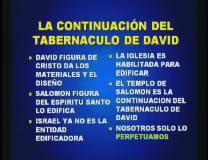 LA CONTINUACIÓN DEL
TABERNACULO DE DAVID
DAVID FIGURA DE
CRISTO DA LOS
MATERIALES Y EL
DISEÑO
SALOMON FIGURA
DEL ESPIRITU SANTO
LO EDIFICA
ISRAEL YA NO ES LA
ENTIDAD
EDIFICADORA
LA IGLESIA ES
HABILITADA PARA
EDIFICAR
EL TEMPLO DE
SALOMON ES LA
CONTINUACION DEL
TABERNACULO DE
DAVID
NOSOTROS SOLO LO
PERPETUAMOS